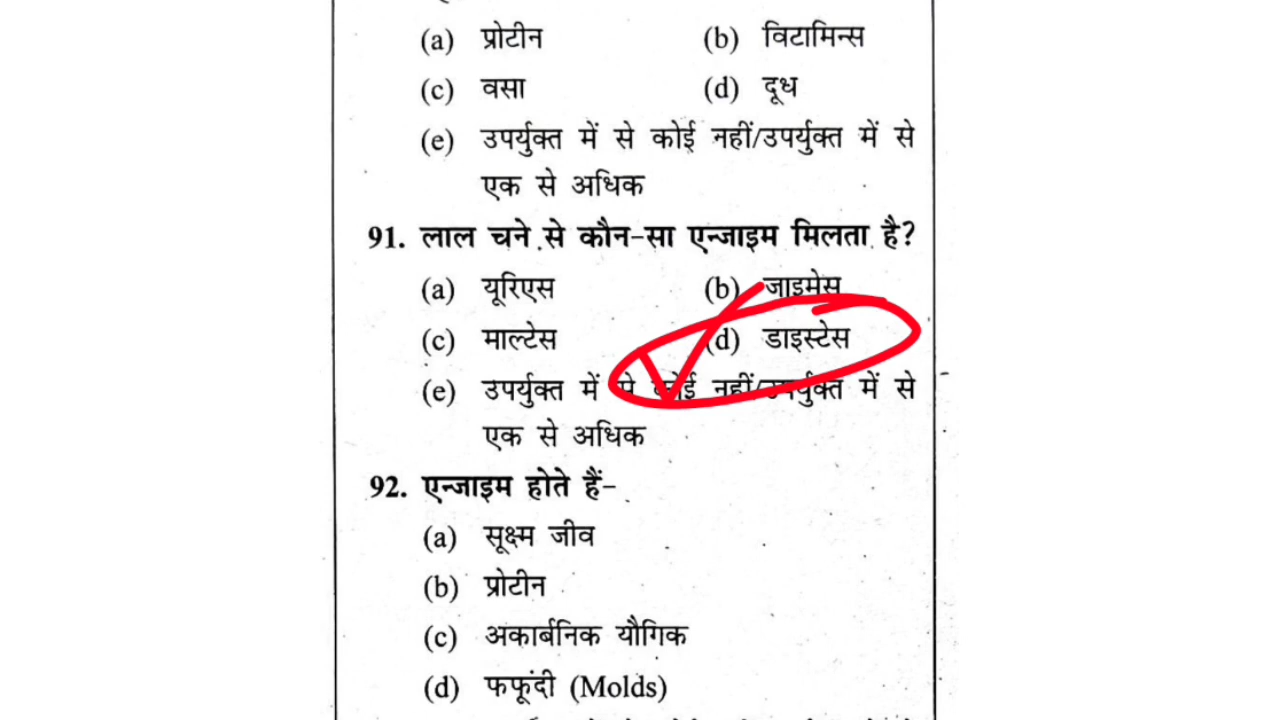 (a) प्रोटीन (b) विटामिन्स
(c) वसा (d) दूध
(e) उपर्युक्त में से कोई नहीं/उपर्युक्त में से
एक से अधिक
91. लाल चने से कौन-सा एन्जाइम मिलता है?
(a) यूरिएस (b) जाइमेस
(c) माल्टेस (d) डाइस्टेस
(e) उपर्युक्त में से कोई नहीं/उपर्युक्त में से
एक से अधिक
92. एन्जाइम होते हैं-
(a) सूक्ष्म जीव
(b) प्रोटीन
(c) अकार्बनिक यौगिक
(d) फफूंदी (Molds)